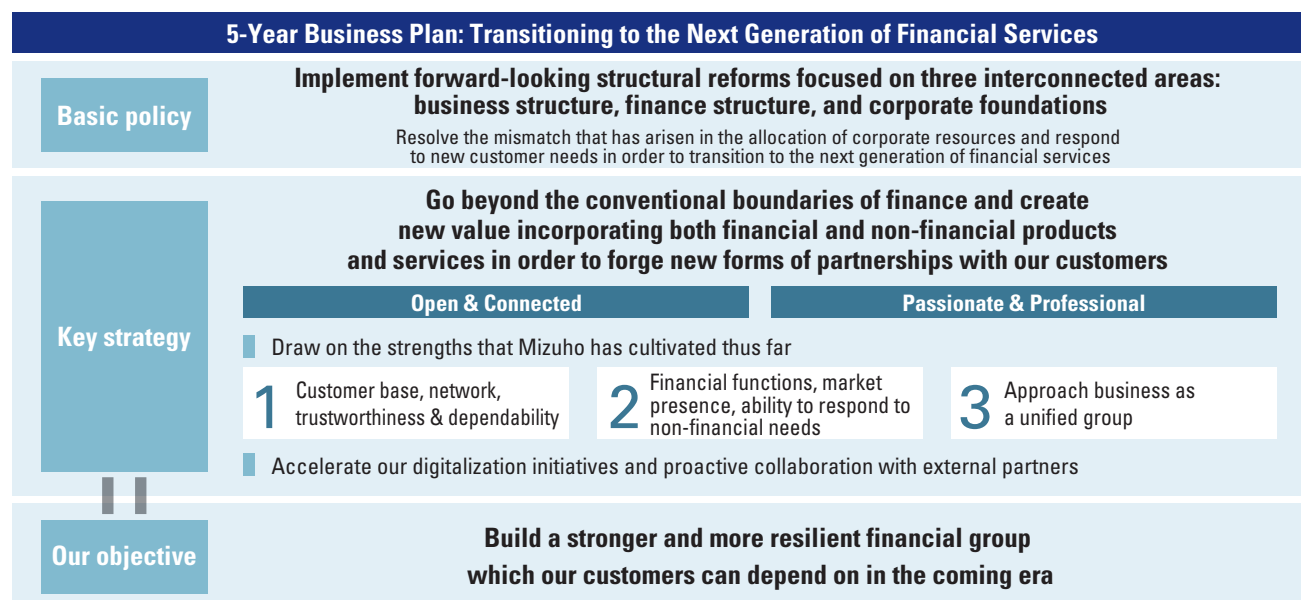 5-Year Business Plan: Transitioning to the Next Generation of Financial Services
Basic policy
Implement forward-looking structural reforms focused on three interconnected areas:
business structure, finance structure, and corporate foundations
Resolve the mismatch that has arisen in the allocation of corporate resources and respond
to new customer needs in order to transition to the next generation of financial services
Key strategy
Go beyond the conventional boundaries of finance and create
new value incorporating both financial and non-financial products
and services in order to forge new forms of partnerships with our customers
Open & Connected
Passionate & Professional
Draw on the strengths that Mizuho has cultivated thus far
1
Customer base, network,
trustworthiness & dependability
2
Financial functions, market
presence, ability to respond to
non-financial needs
3
Approach business as
a unified group
Accelerate our digitalization initiatives and proactive collaboration with external partners
Our objective
Build a stronger and more resilient financial group
which our customers can depend on in the coming era